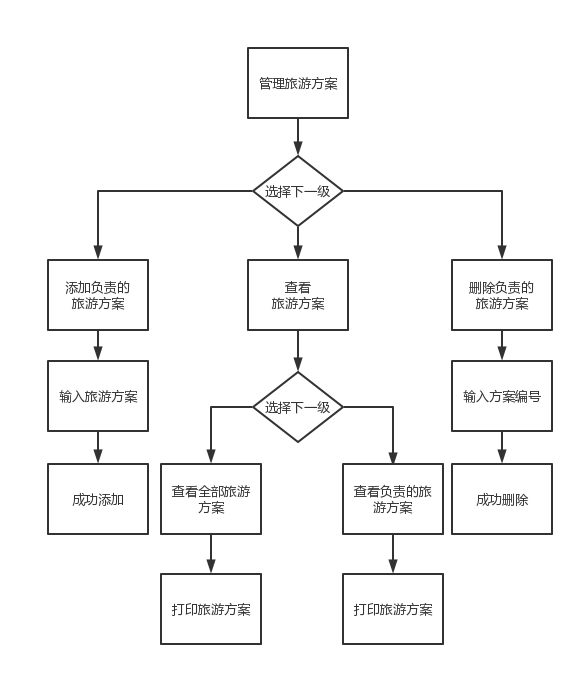 管理旅游方案
选择下一级
添加负责的
旅游方案
查看
旅游方案
删除负责的
旅游方案
输入旅游方案
输入方案编号
选择下一级
成功添加
查看全部旅游
方案
查看负责的旅
游方案
成功删除
打印旅游方案
打印旅游方案